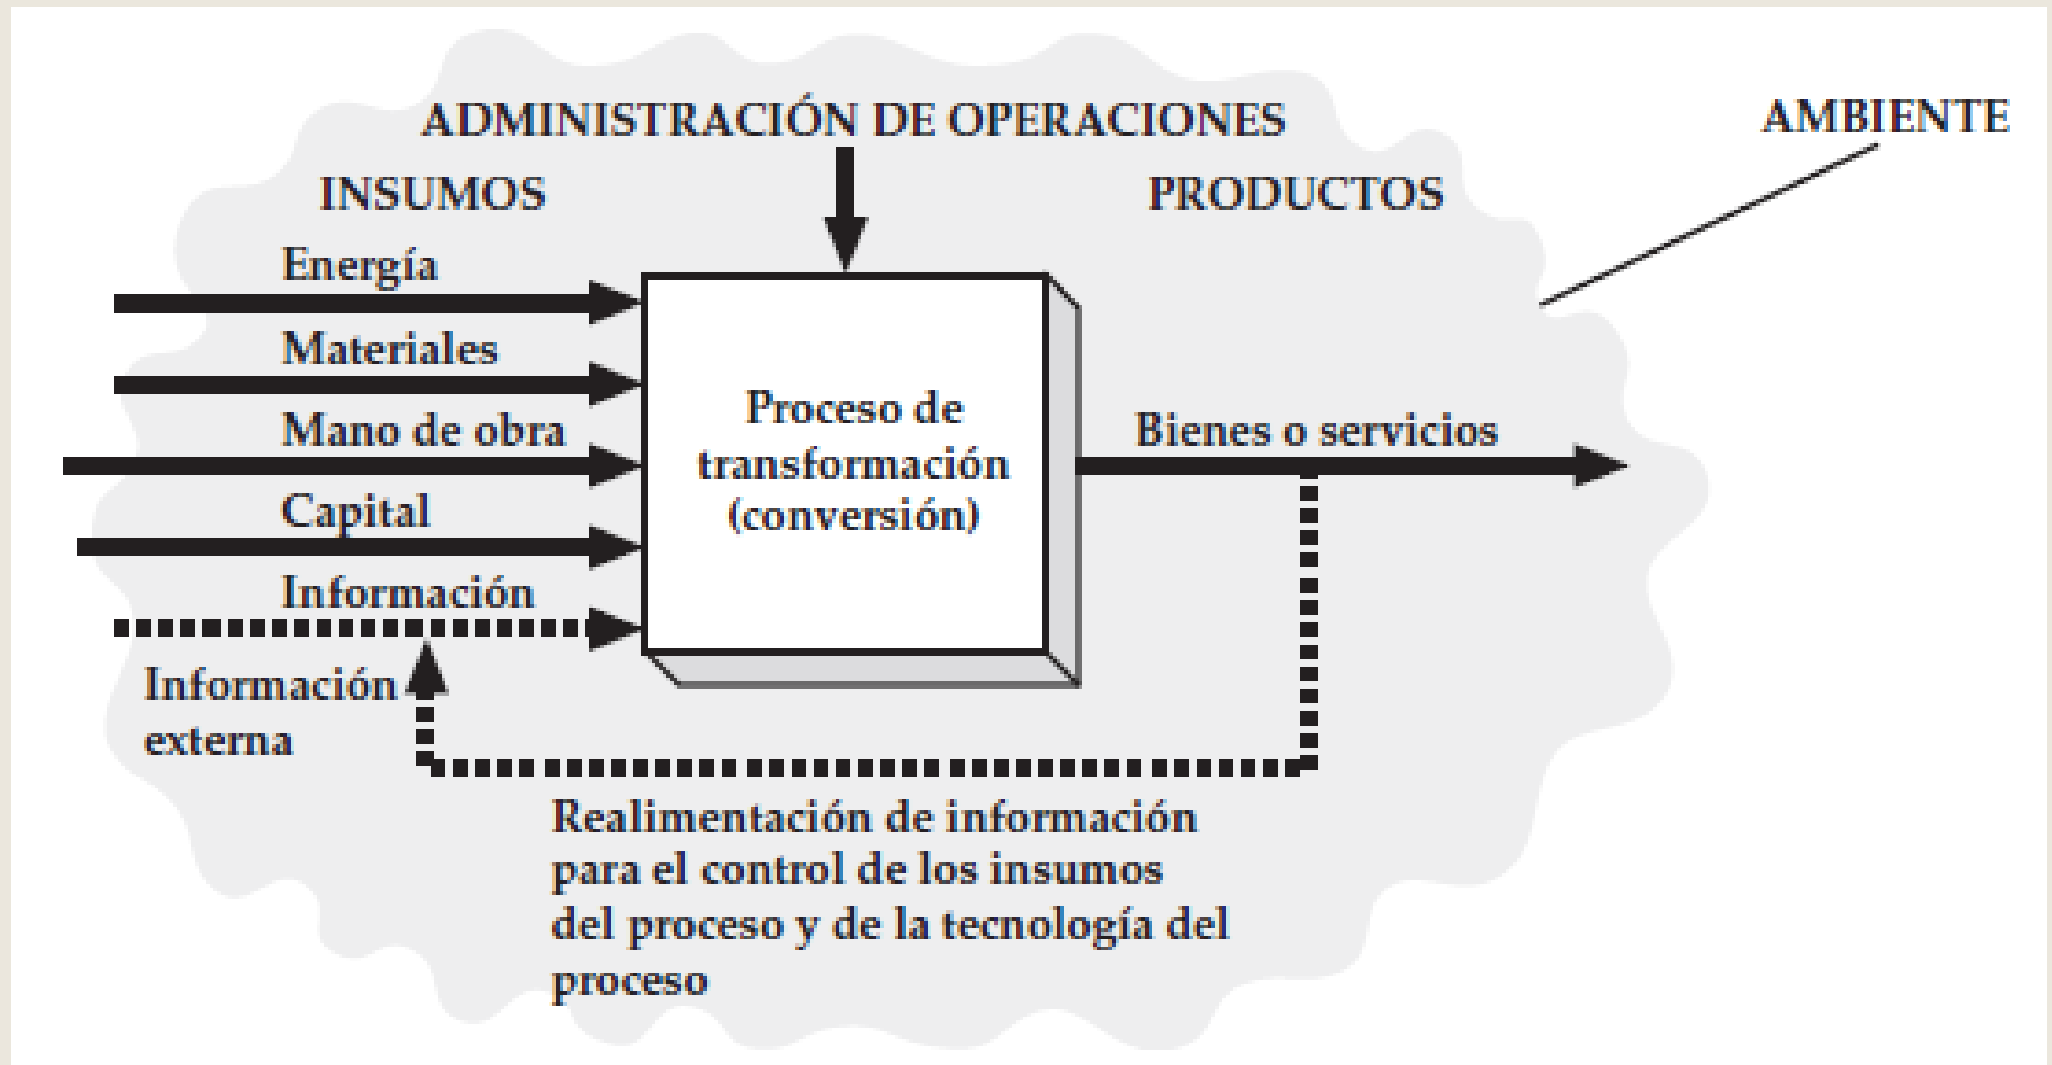 ADMINISTRACIÓN DE OPERACIONES
AMBIENTE
INSUMOS
PRODUCTOS
Energía
Materiales
Mano de obra
Capital
Información
Información
externa
Proceso de
transformación
(conversión)
Bienes o servicios
Realimentación de información
para el control de los insumos
del proceso y de la tecnología del
proceso